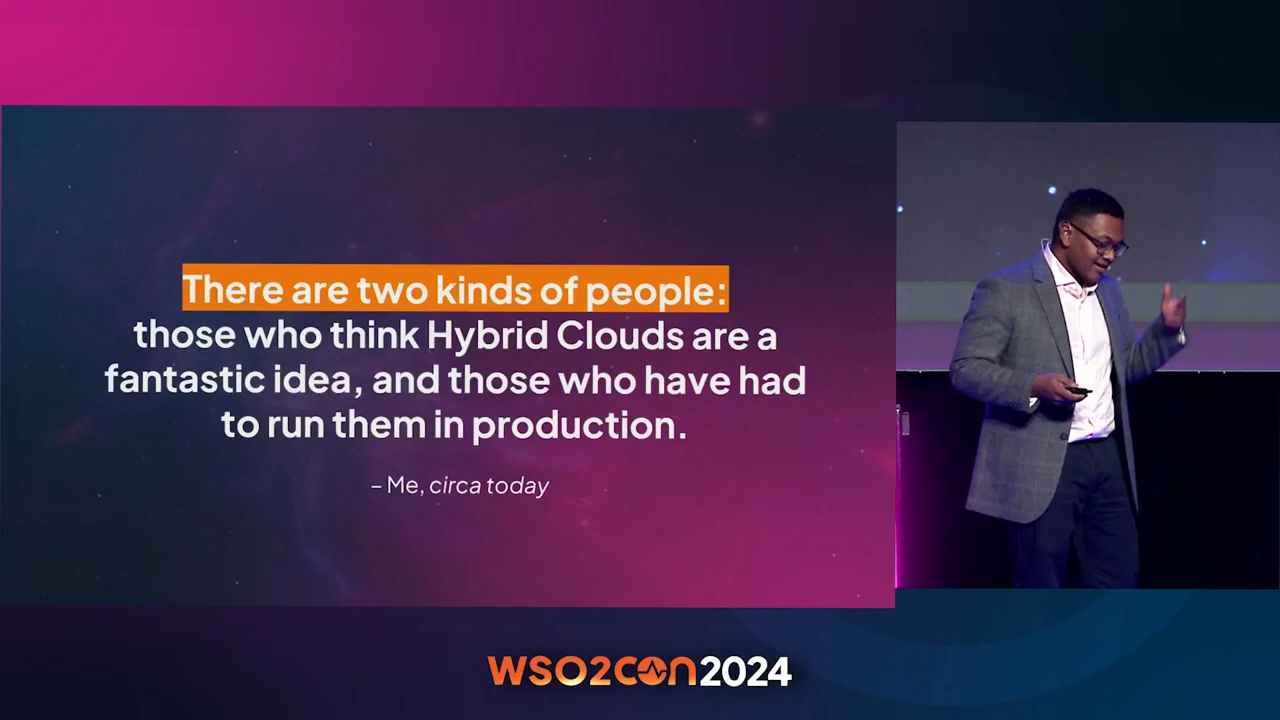 There are two kinds of people:
those who think Hybrid Clouds are a
fantastic idea, and those who have had
to run them in production.
– Me, circa today
WSO2CON2024